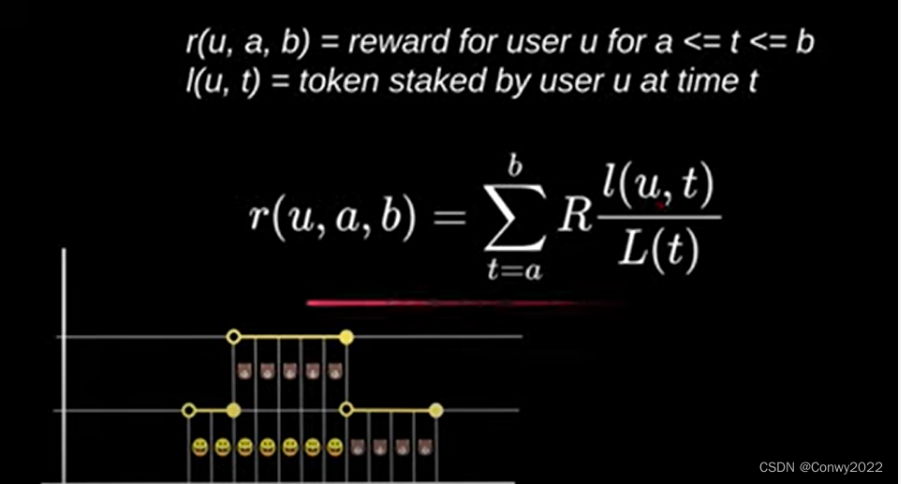 r(u, a, b) = reward for user u for a <= t <= b
l(u, t) = token staked by user u at time t
r(u, a, b) = \sum_{t=a}^{b} R \frac{l(u, t)}{L(t)}
CSDN @Conwy2022